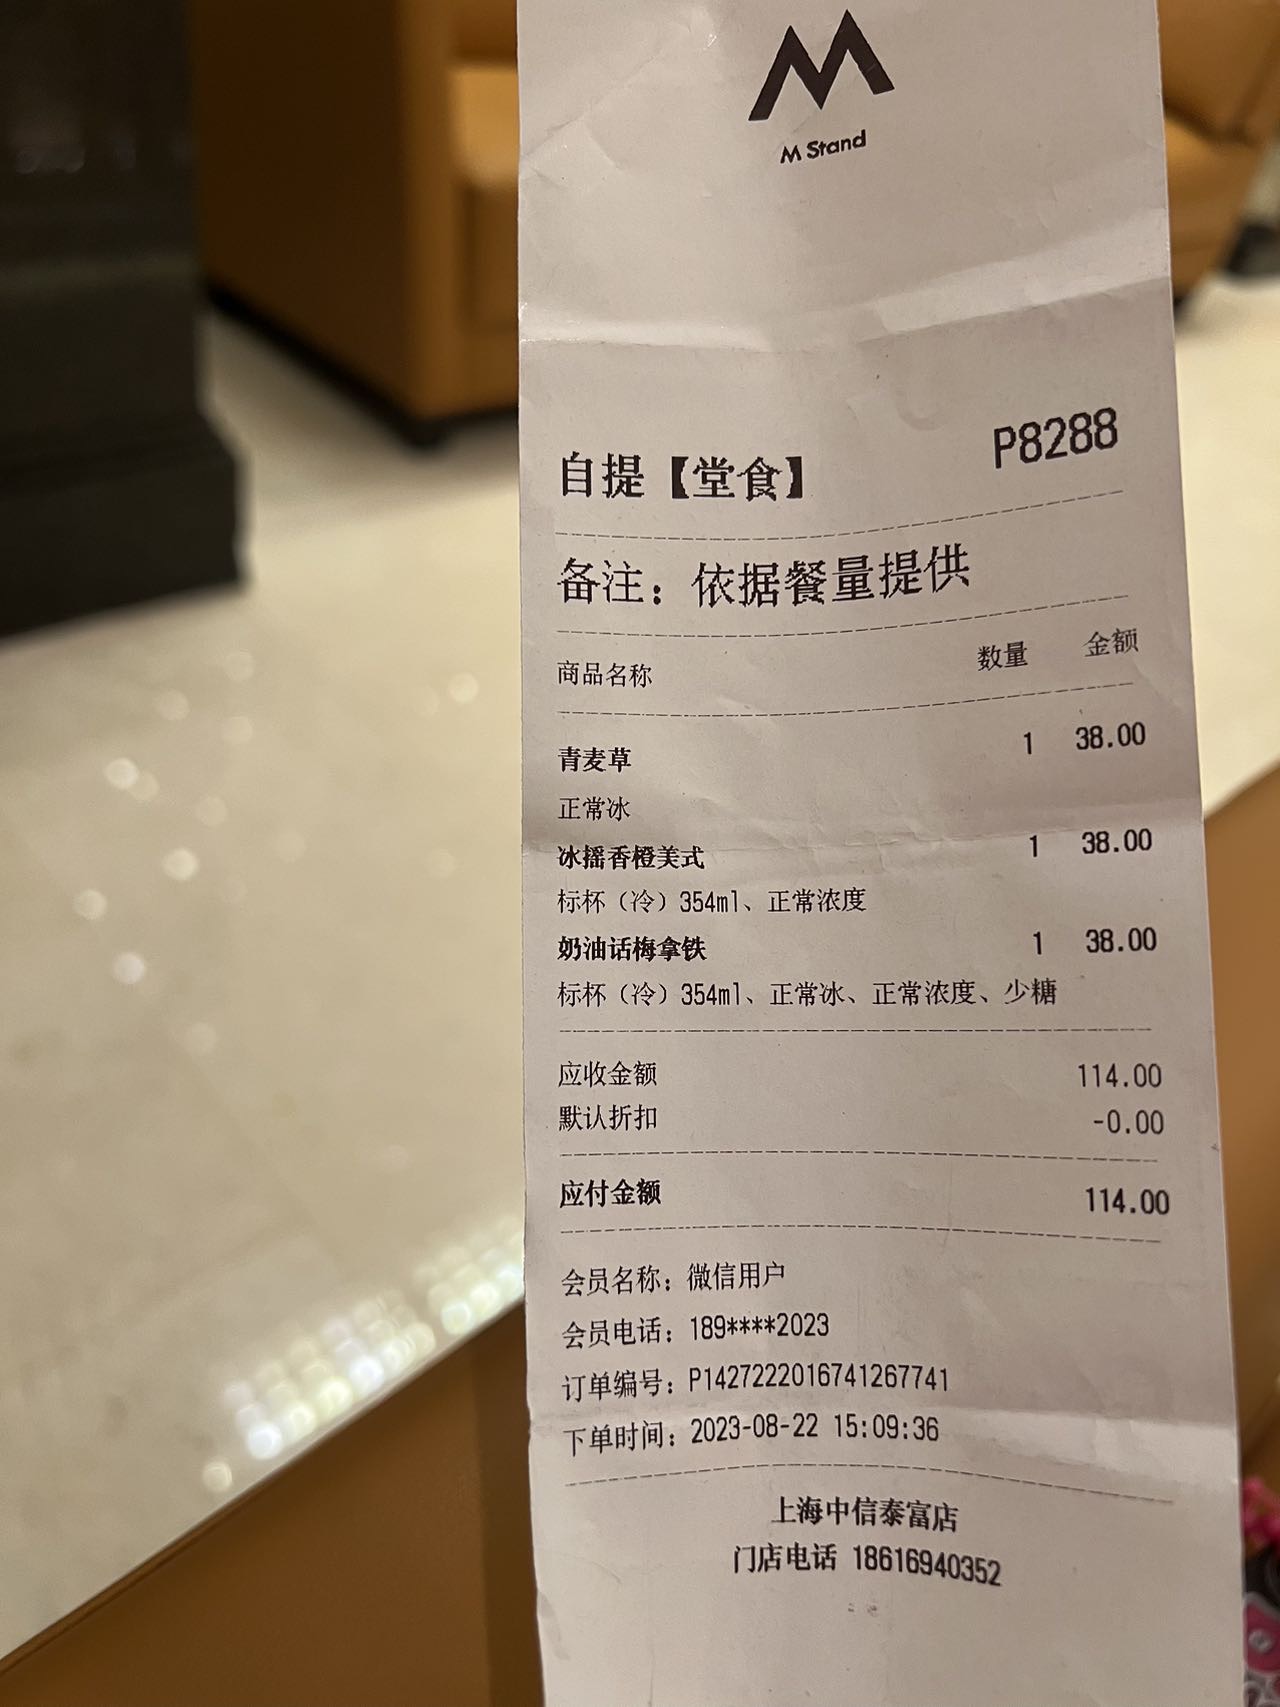 M Stand
自提【堂食】 P8288
备注：依据餐量提供
商品名称 数量 金额
青麦草 1 38.00
正常冰
冰摇香橙美式 1 38.00
标杯（冷）354ml、正常浓度
奶油话梅拿铁 1 38.00
标杯（冷）354ml、正常冰、正常浓度、少糖
应收金额 114.00
默认折扣 -0.00
应付金额 114.00
会员名称：微信用户
会员电话：189****2023
订单编号：P1427222016741267741
下单时间：2023-08-22 15:09:36
上海中信泰富店
门店电话 18616940352